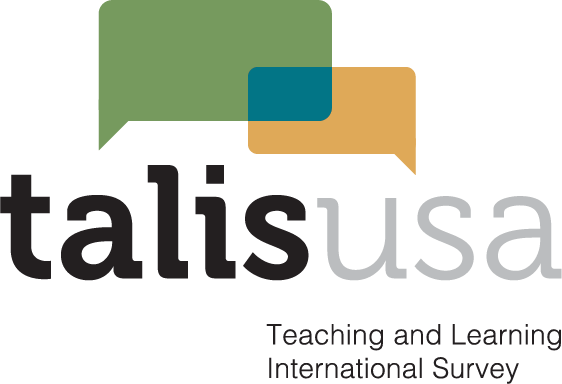 talisusa
Teaching and Learning
International Survey